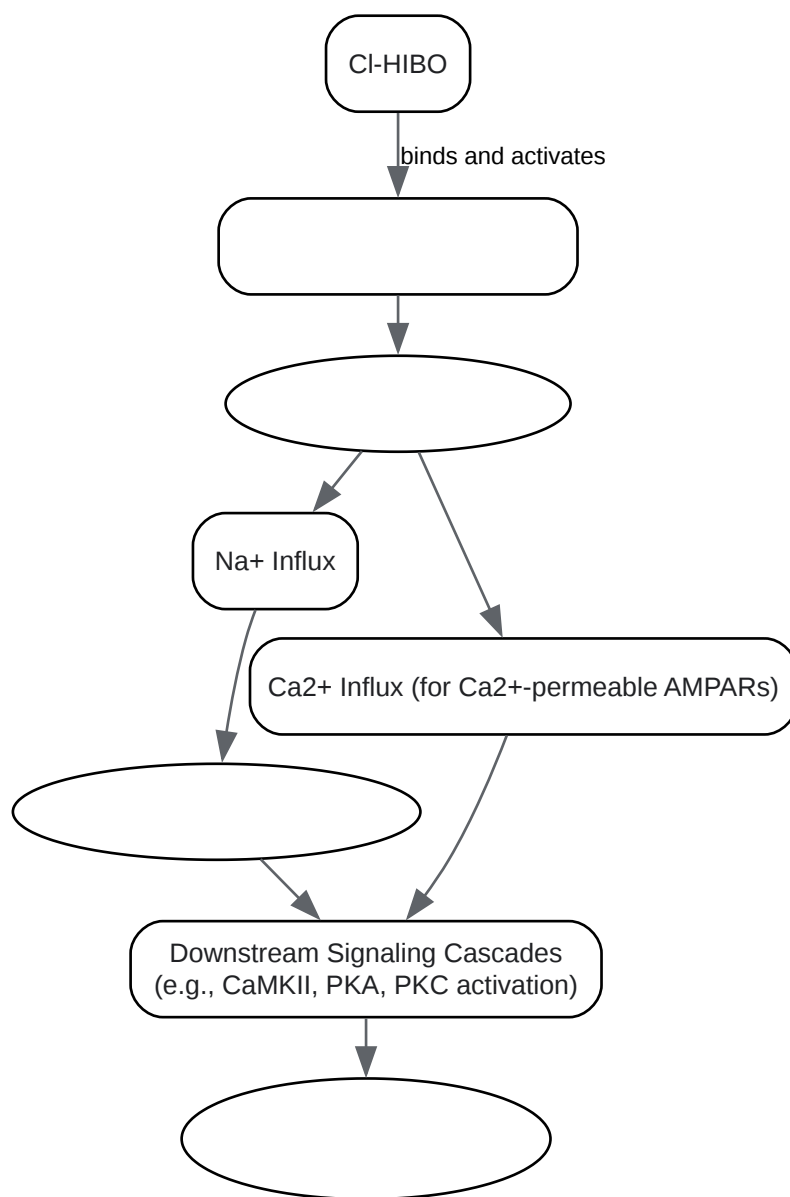 Cl-HIBO
binds and activates
Na+ Influx
Ca2+ Influx (for Ca2+-permeable AMPARs)
Downstream Signaling Cascades
(e.g., CaMKII, PKA, PKC activation)